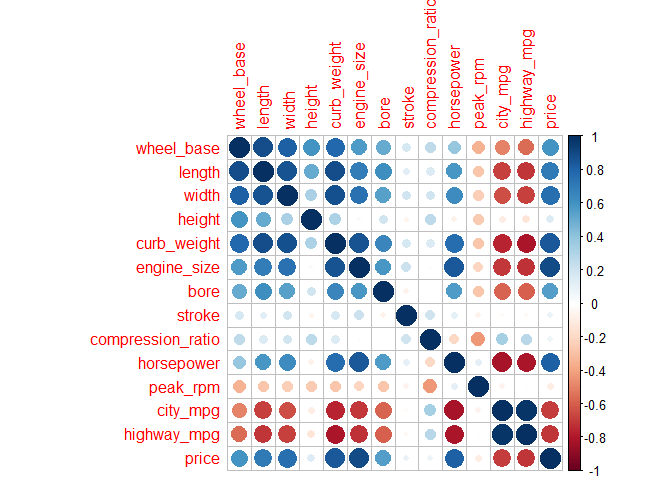 wheel_base
length
width
height
curb_weight
engine_size
bore
stroke
compression_ratio
horsepower
peak_rpm
city_mpg
highway_mpg
price
wheel_base
length
width
height
curb_weight
engine_size
bore
stroke
compression_ratio
horsepower
peak_rpm
city_mpg
highway_mpg
price
1
0.8
0.6
0.4
0.2
0
-0.2
-0.4
-0.6
-0.8
-1